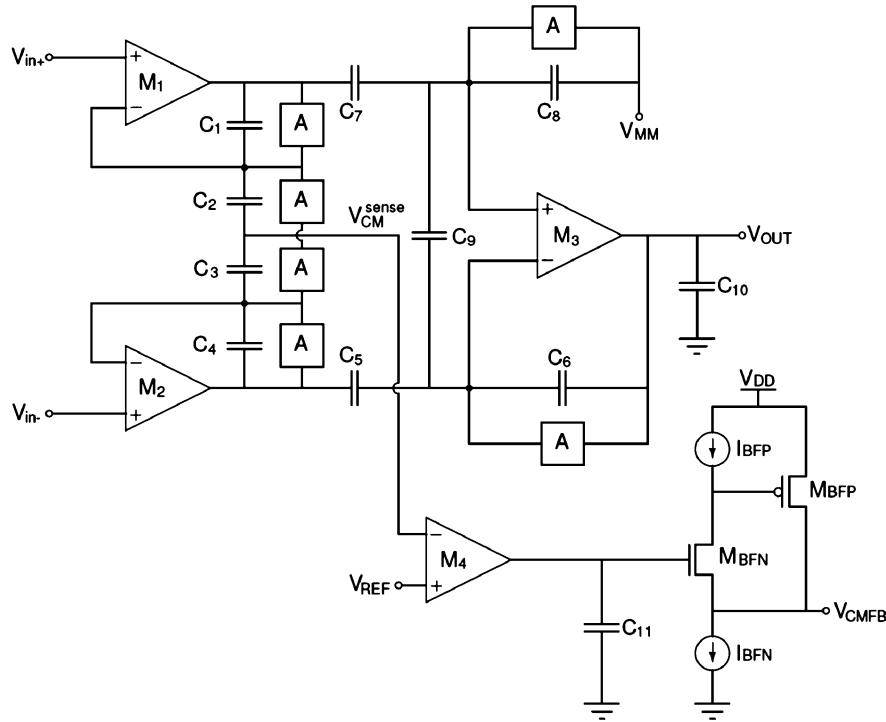 A
Vin+
+
M1
−
C1
A
C7
C8
VMM
C2
A
VCM sense
C9
+
M3
−
VOUT
C3
A
C10
−
C4
A
C5
C6
M2
Vin-
+
A
VDD
IBFP
MBFP
−
M4
VREF
+
MBFN
C11
VCMFB
IBFN